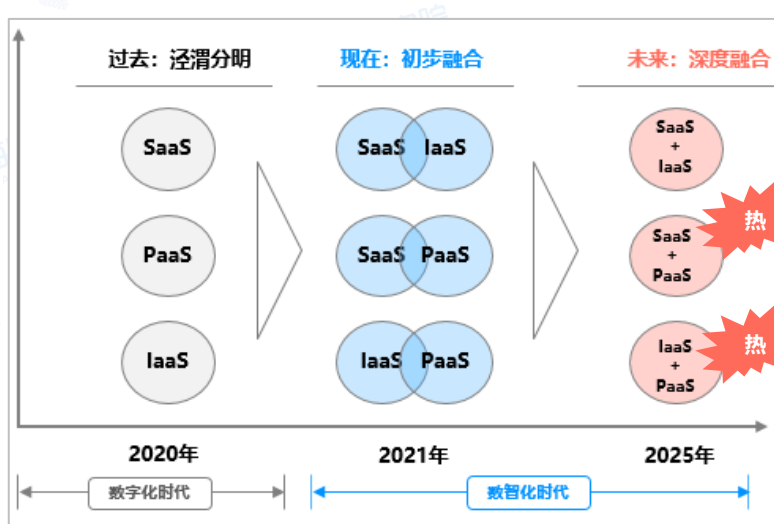 过去：泾渭分明
现在：初步融合
未来：深度融合
SaaS
SaaS
IaaS
SaaS
+
IaaS
热
PaaS
SaaS
PaaS
SaaS
+
PaaS
热
IaaS
IaaS
PaaS
IaaS
+
PaaS
2020年
2021年
2025年
数字化时代
数智化时代